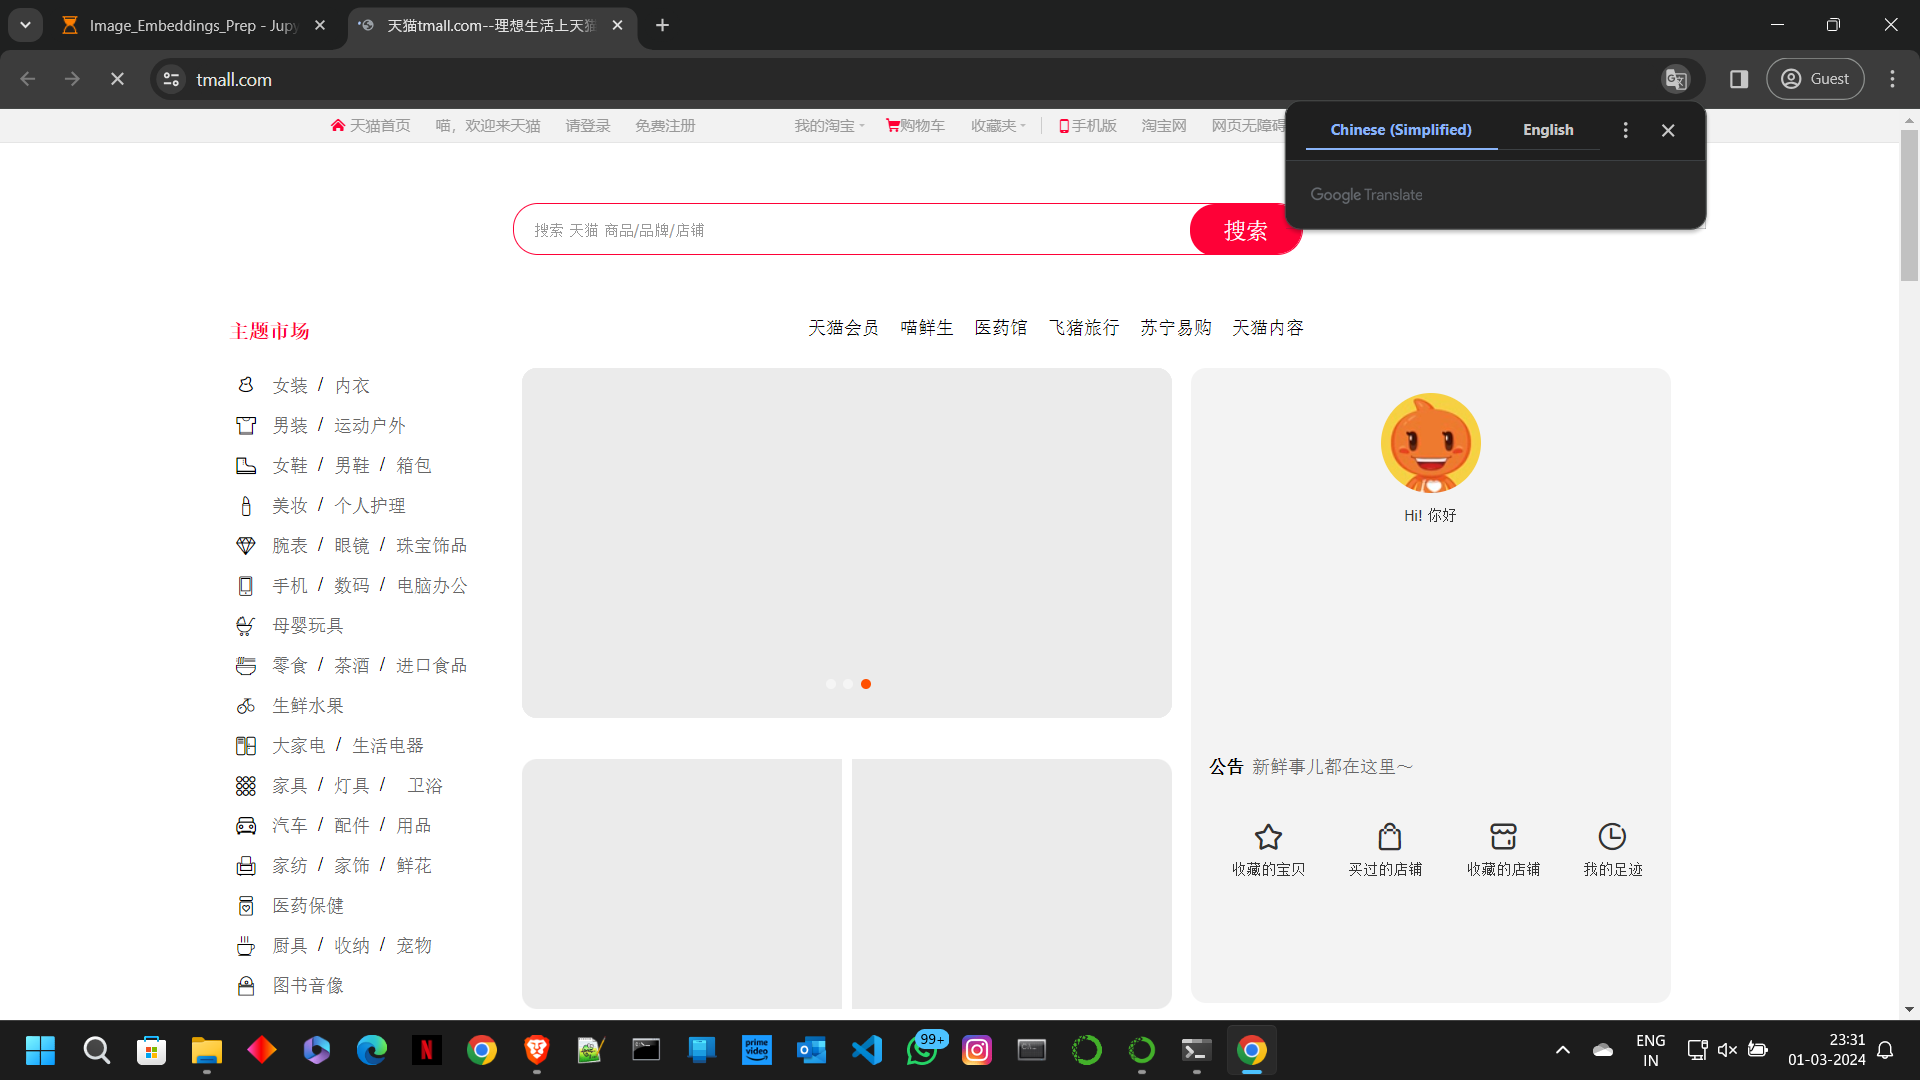 Image_Embeddings_Prep - Jupy
天猫tmall.com--理想生活上天猫
tmall.com
Guest
天猫首页 喵，欢迎来天猫 请登录 免费注册 我的淘宝 购物车 收藏夹 手机版 淘宝网 网页无障碍
Chinese (Simplified) English
Google Translate
搜索 天猫 商品/品牌/店铺
搜索
主题市场
天猫会员 喵鲜生 医药馆 飞猪旅行 苏宁易购 天猫内容
女装 / 内衣
男装 / 运动户外
女鞋 / 男鞋 / 箱包
美妆 / 个人护理
腕表 / 眼镜 / 珠宝饰品
手机 / 数码 / 电脑办公
母婴玩具
零食 / 茶酒 / 进口食品
生鲜水果
大家电 / 生活电器
家具 / 灯具 / 卫浴
汽车 / 配件 / 用品
家纺 / 家饰 / 鲜花
医药保健
厨具 / 收纳 / 宠物
图书音像
Hi! 你好
公告 新鲜事儿都在这里～
收藏的宝贝 买过的店铺 收藏的店铺 我的足迹
prime video
99+
ENG
IN
23:31
01-03-2024